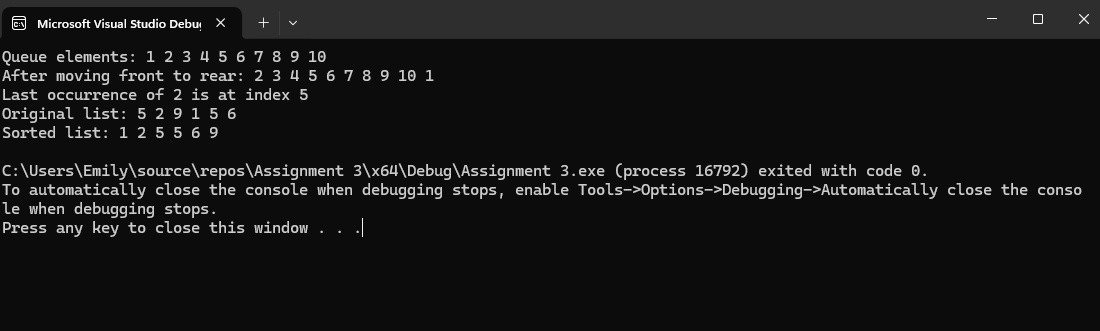 Microsoft Visual Studio Debu
Queue elements: 1 2 3 4 5 6 7 8 9 10
After moving front to rear: 2 3 4 5 6 7 8 9 10 1
Last occurrence of 2 is at index 5
Original list: 5 2 9 1 5 6
Sorted list: 1 2 5 5 6 9
C:\Users\Emily\source\repos\Assignment 3\x64\Debug\Assignment 3.exe (process 16792) exited with code 0.
To automatically close the console when debugging stops, enable Tools->Options->Debugging->Automatically close the conso
le when debugging stops.
Press any key to close this window . . .